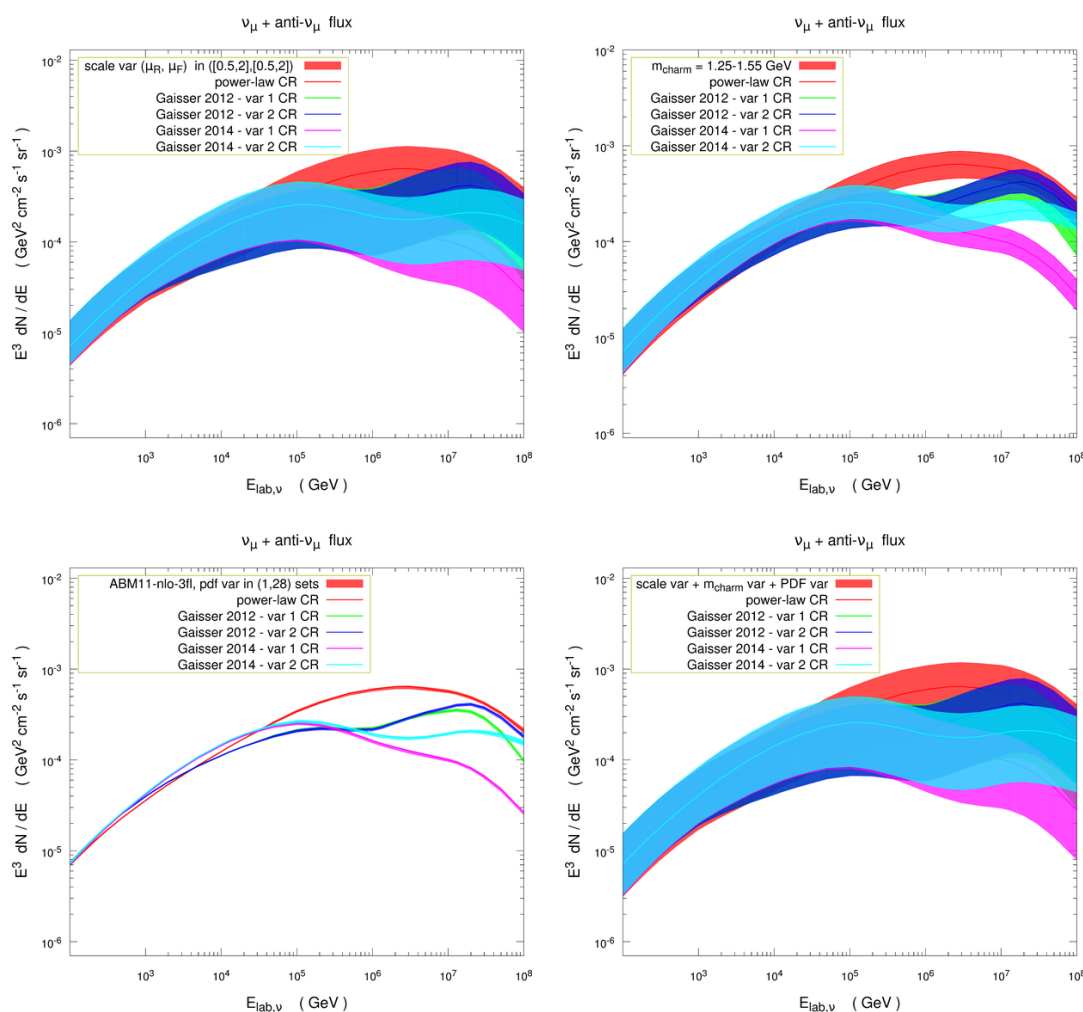 νμ + anti-νμ flux
E³ dN / dE ( GeV² cm⁻² s⁻¹ sr⁻¹ )
10⁻²
10⁻³
10⁻⁴
10⁻⁵
10⁻⁶
scale var (μR, μF) in ([0.5,2],[0.5,2])
power-law CR
Gaisser 2012 - var 1 CR
Gaisser 2012 - var 2 CR
Gaisser 2014 - var 1 CR
Gaisser 2014 - var 2 CR
10³ 10⁴ 10⁵ 10⁶ 10⁷ 10⁸
Elab,ν ( GeV )
νμ + anti-νμ flux
E³ dN / dE ( GeV² cm⁻² s⁻¹ sr⁻¹ )
10⁻²
10⁻³
10⁻⁴
10⁻⁵
10⁻⁶
mcharm = 1.25-1.55 GeV
power-law CR
Gaisser 2012 - var 1 CR
Gaisser 2012 - var 2 CR
Gaisser 2014 - var 1 CR
Gaisser 2014 - var 2 CR
10³ 10⁴ 10⁵ 10⁶ 10⁷ 10⁸
Elab,ν ( GeV )
νμ + anti-νμ flux
E³ dN / dE ( GeV² cm⁻² s⁻¹ sr⁻¹ )
10⁻²
10⁻³
10⁻⁴
10⁻⁵
10⁻⁶
ABM11-nlo-3fl, pdf var in (1,28) sets
power-law CR
Gaisser 2012 - var 1 CR
Gaisser 2012 - var 2 CR
Gaisser 2014 - var 1 CR
Gaisser 2014 - var 2 CR
10³ 10⁴ 10⁵ 10⁶ 10⁷ 10⁸
Elab,ν ( GeV )
νμ + anti-νμ flux
E³ dN / dE ( GeV² cm⁻² s⁻¹ sr⁻¹ )
10⁻²
10⁻³
10⁻⁴
10⁻⁵
10⁻⁶
scale var + mcharm var + PDF var
power-law CR
Gaisser 2012 - var 1 CR
Gaisser 2012 - var 2 CR
Gaisser 2014 - var 1 CR
Gaisser 2014 - var 2 CR
10³ 10⁴ 10⁵ 10⁶ 10⁷ 10⁸
Elab,ν ( GeV )